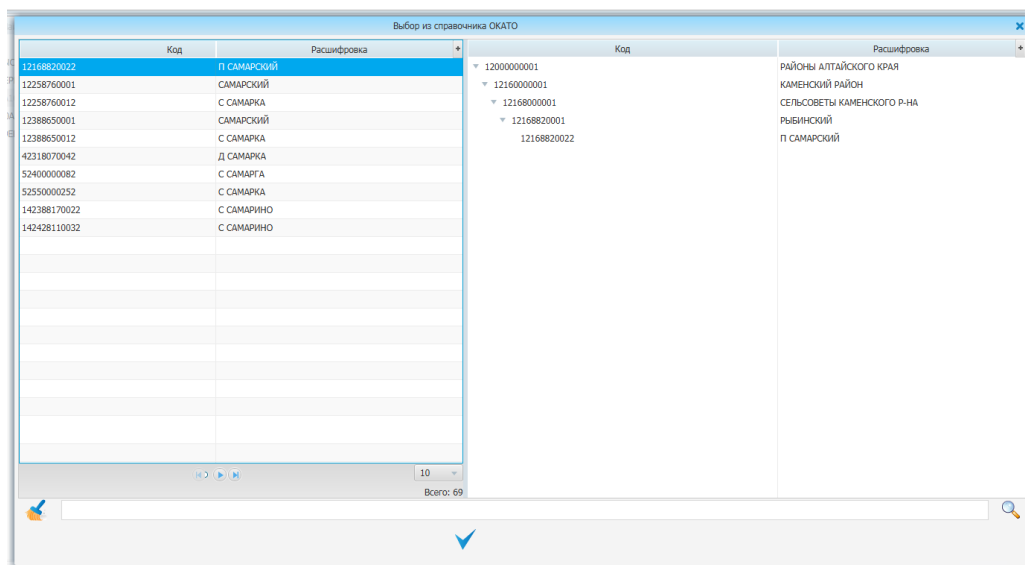 Выбор из справочника ОКАТО
Код Расшифровка + Код Расшифровка +
12168820022 П САМАРСКИЙ
12258760001 САМАРСКИЙ
12258760012 С САМАРКА
12388650001 САМАРСКИЙ
12388650012 С САМАРКА
42318070042 Д САМАРКА
52400000082 С САМАРГА
52550000252 С САМАРКА
142388170022 С САМАРИНО
142428110032 С САМАРИНО
12000000001 РАЙОНЫ АЛТАЙСКОГО КРАЯ
12160000001 КАМЕНСКИЙ РАЙОН
12168000001 СЕЛЬСОВЕТЫ КАМЕНСКОГО Р-НА
12168820001 РЫБИНСКИЙ
12168820022 П САМАРСКИЙ
10
Всего: 69